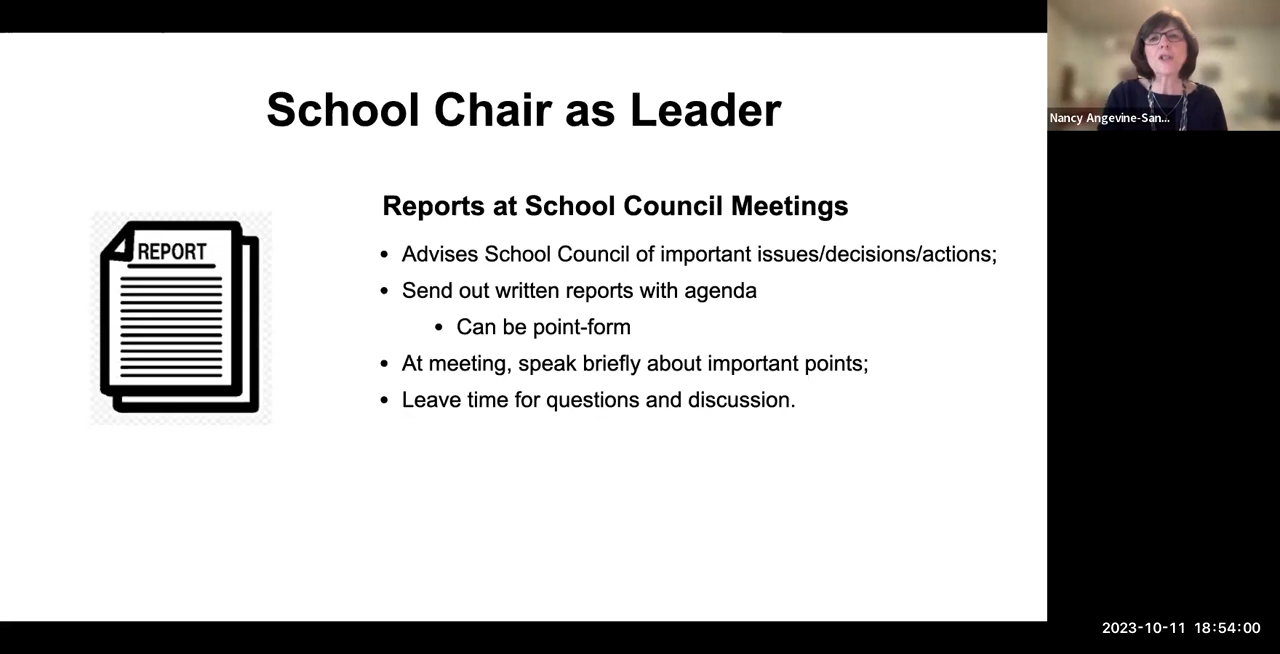 School Chair as Leader
REPORT
Reports at School Council Meetings
• Advises School Council of important issues/decisions/actions;
• Send out written reports with agenda
• Can be point-form
• At meeting, speak briefly about important points;
• Leave time for questions and discussion.
Nancy Angevine-San...
2023-10-11 18:54:00